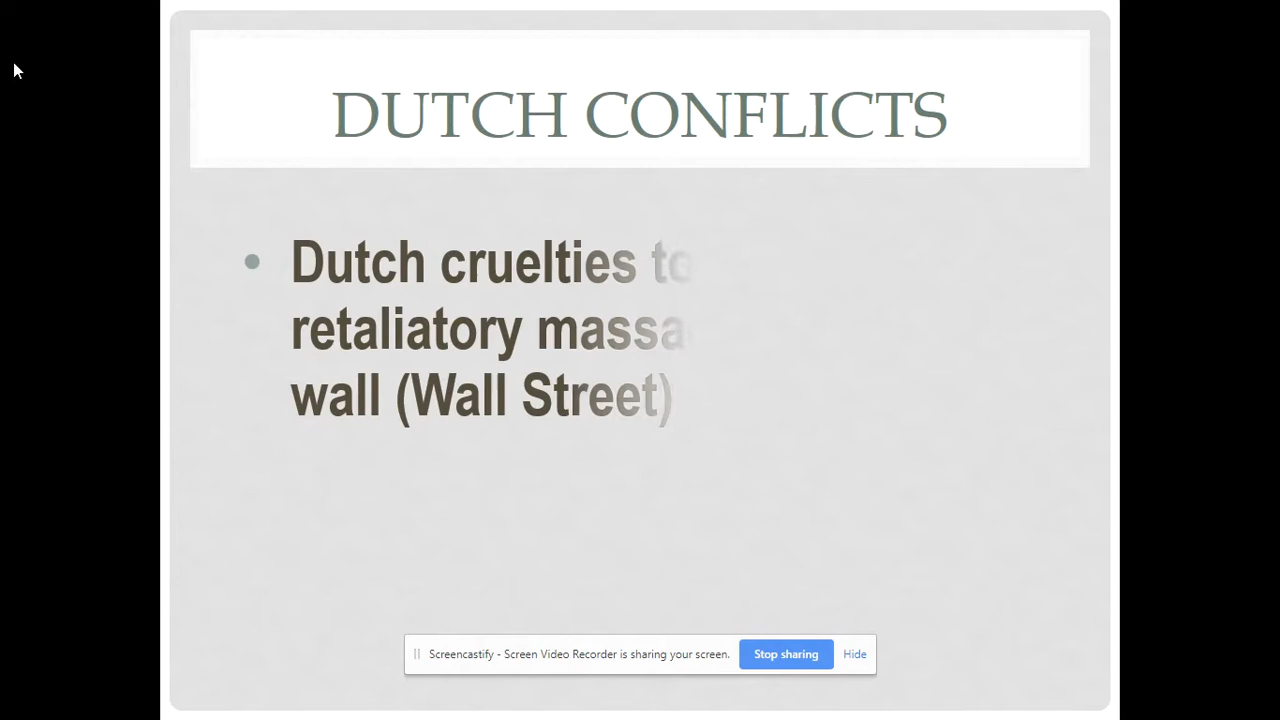 DUTCH CONFLICTS
• Dutch cruelties to
retaliatory
wall (Wall Street)
Screencastify - Screen Video Recorder is sharing your screen. Stop sharing Hide